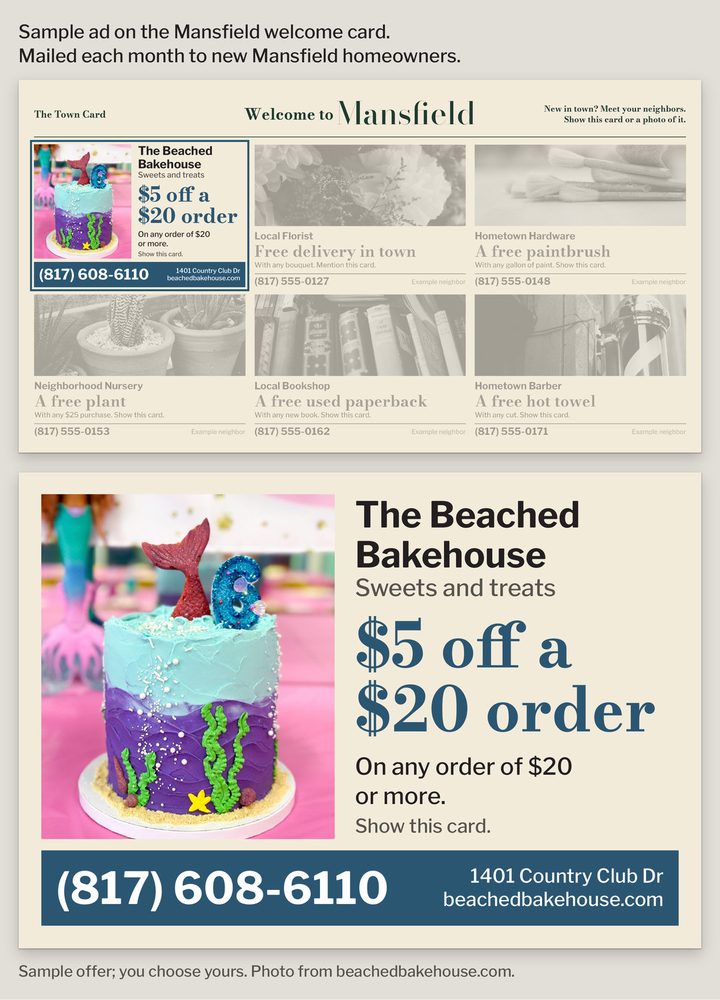 Sample ad on the Mansfield welcome card.
Mailed each month to new Mansfield homeowners.
The Town Card
Welcome to Mansfield
New in town? Meet your neighbors.
Show this card or a photo of it.
The Beached
Bakehouse
Sweets and treats
$5 off a
$20 order
On any order of $20
or more.
Show this card.
(817) 608-6110
1401 Country Club Dr
beachedbakehouse.com
Local Florist
Free delivery in town
With any bouquet. Mention this card.
(817) 555-0127
Example neighbor
Hometown Hardware
A free paintbrush
With any gallon of paint. Show this card.
(817) 555-0148
Example neighbor
Neighborhood Nursery
A free plant
With any $25 purchase. Show this card.
(817) 555-0153
Example neighbor
Local Bookshop
A free used paperback
With any new book. Show this card.
(817) 555-0162
Example neighbor
Hometown Barber
A free hot towel
With any cut. Show this card.
(817) 555-0171
Example neighbor
The Beached
Bakehouse
Sweets and treats
$5 off a
$20 order
On any order of $20
or more.
Show this card.
(817) 608-6110
1401 Country Club Dr
beachedbakehouse.com
Sample offer; you choose yours. Photo from beachedbakehouse.com.